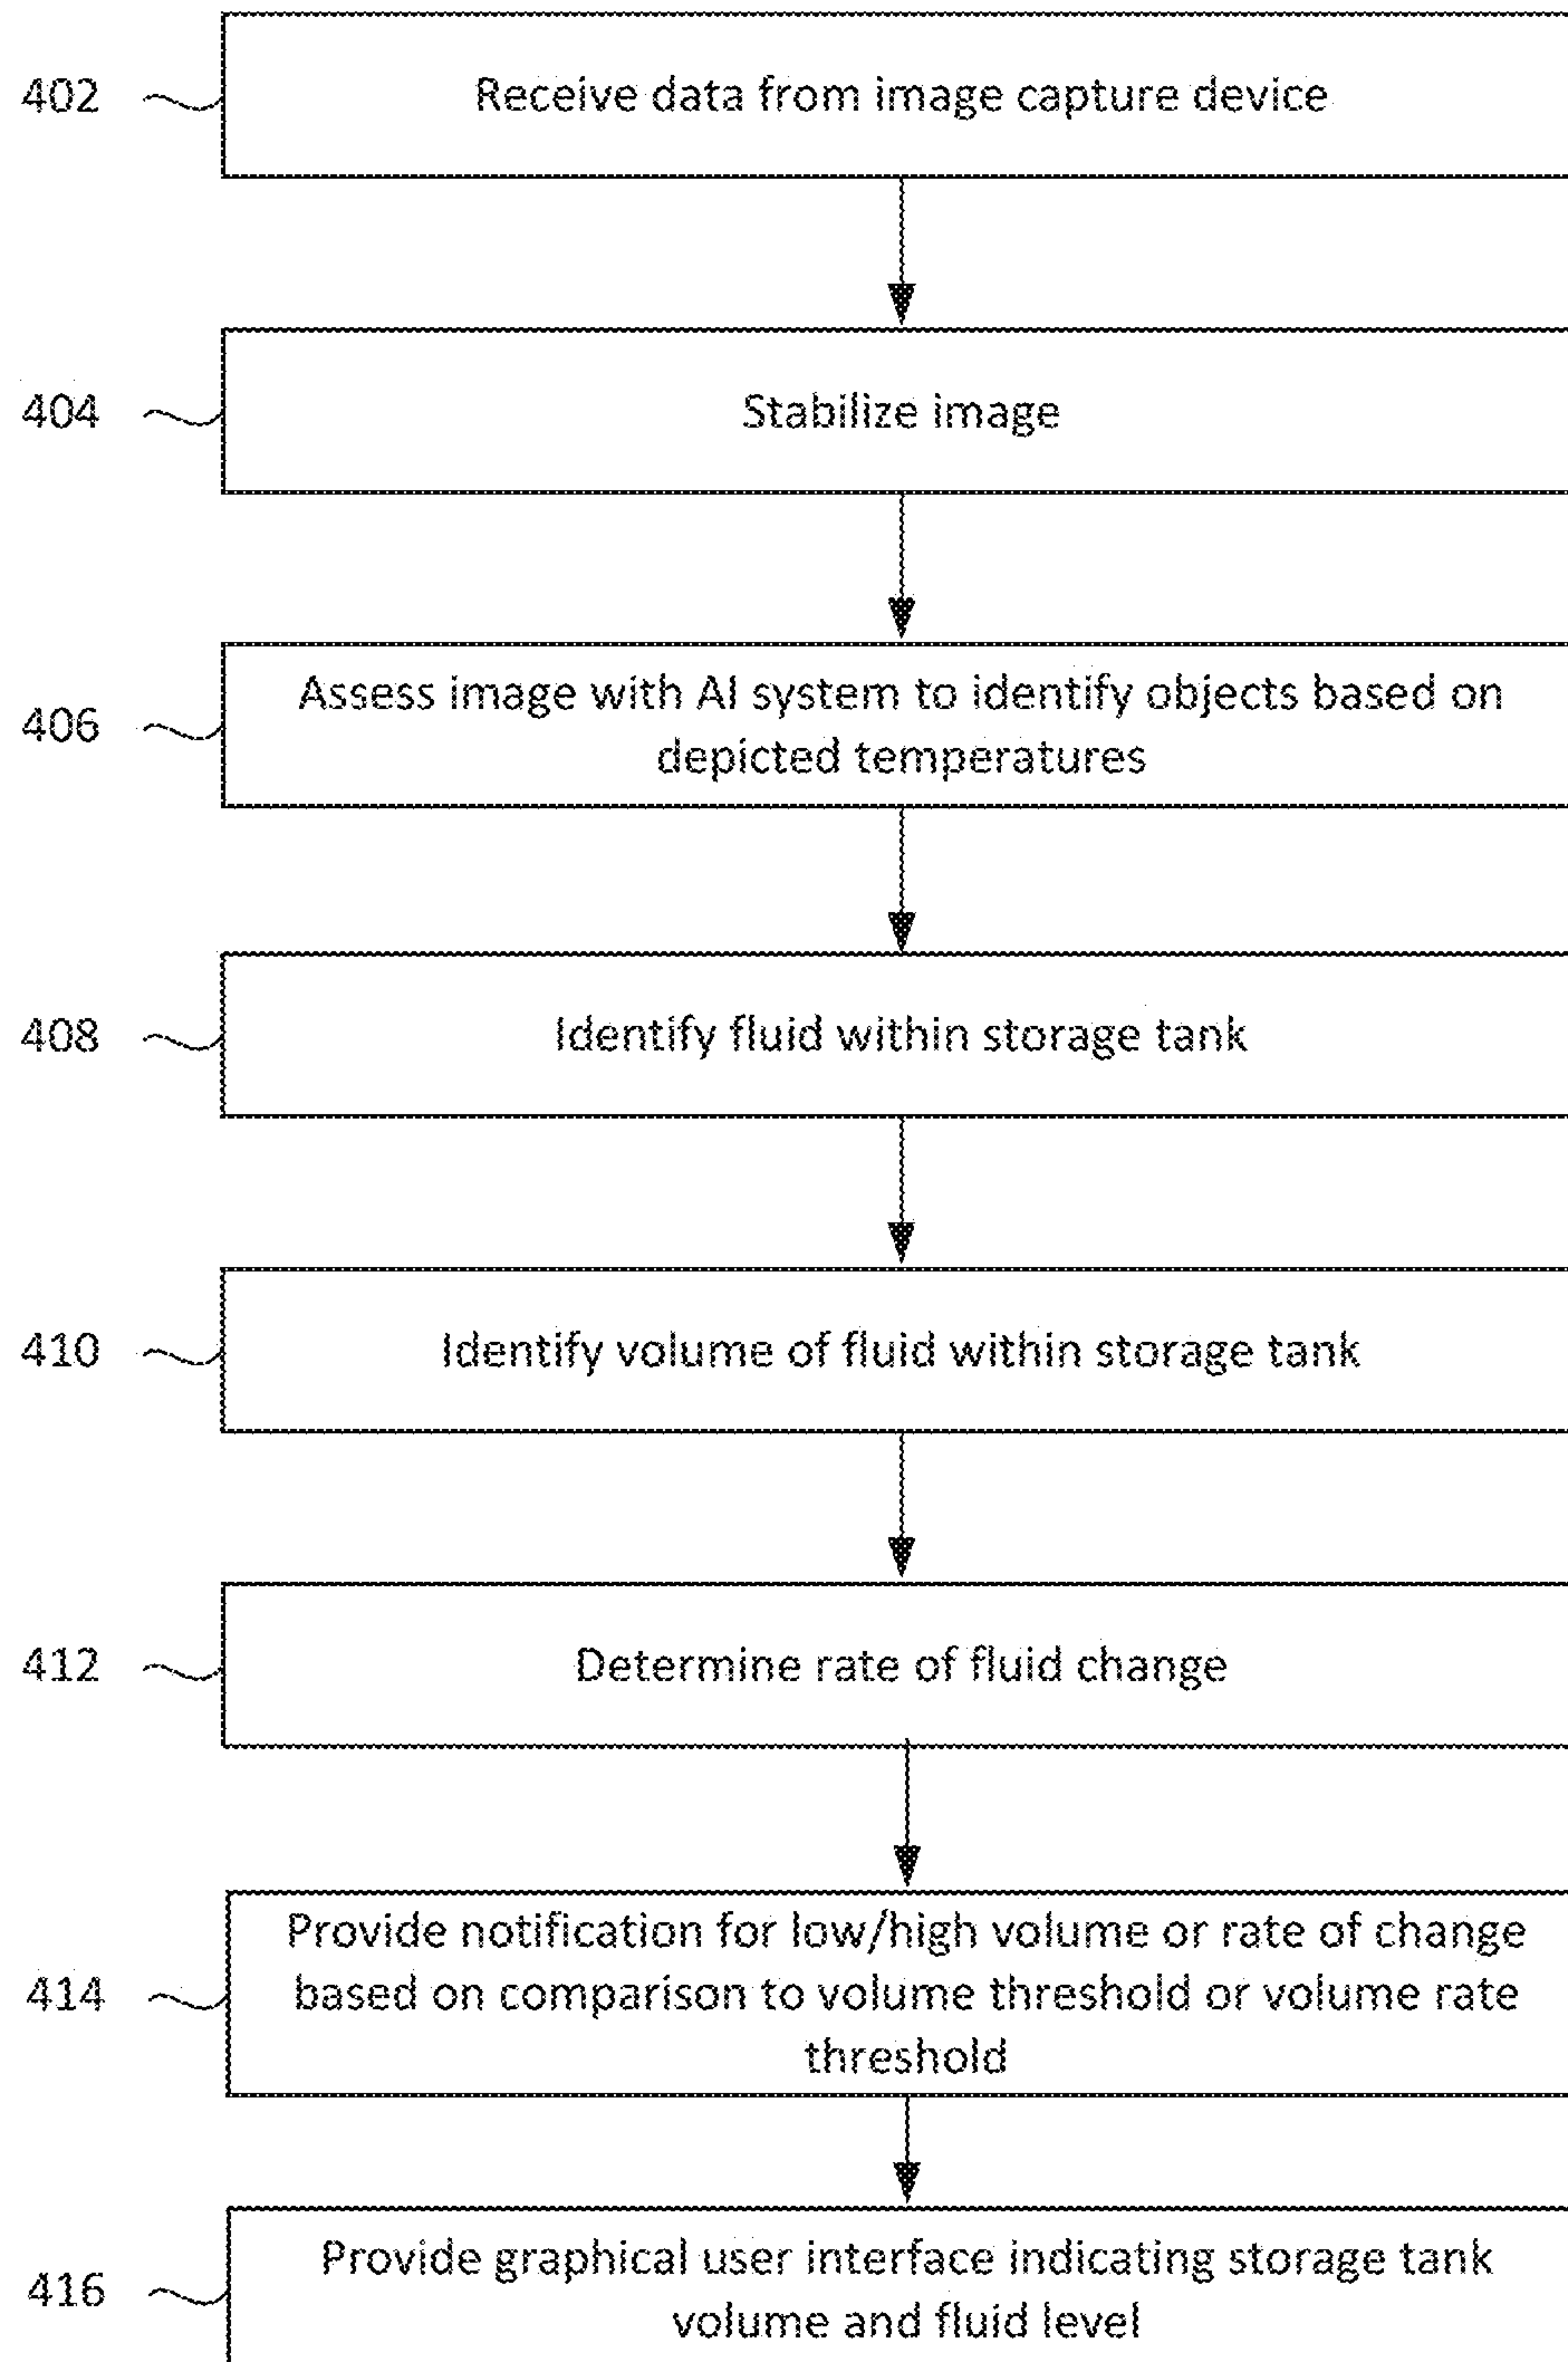 402
Receive data from image capture device
404
Stabilize image
406
Assess image with AI system to identify objects based on
depicted temperatures
408
Identify fluid within storage tank
410
Identify volume of fluid within storage tank
412
Determine rate of fluid change
414
Provide notification for low/high volume or rate of change
based on comparison to volume threshold or volume rate
threshold
416
Provide graphical user interface indicating storage tank
volume and fluid level